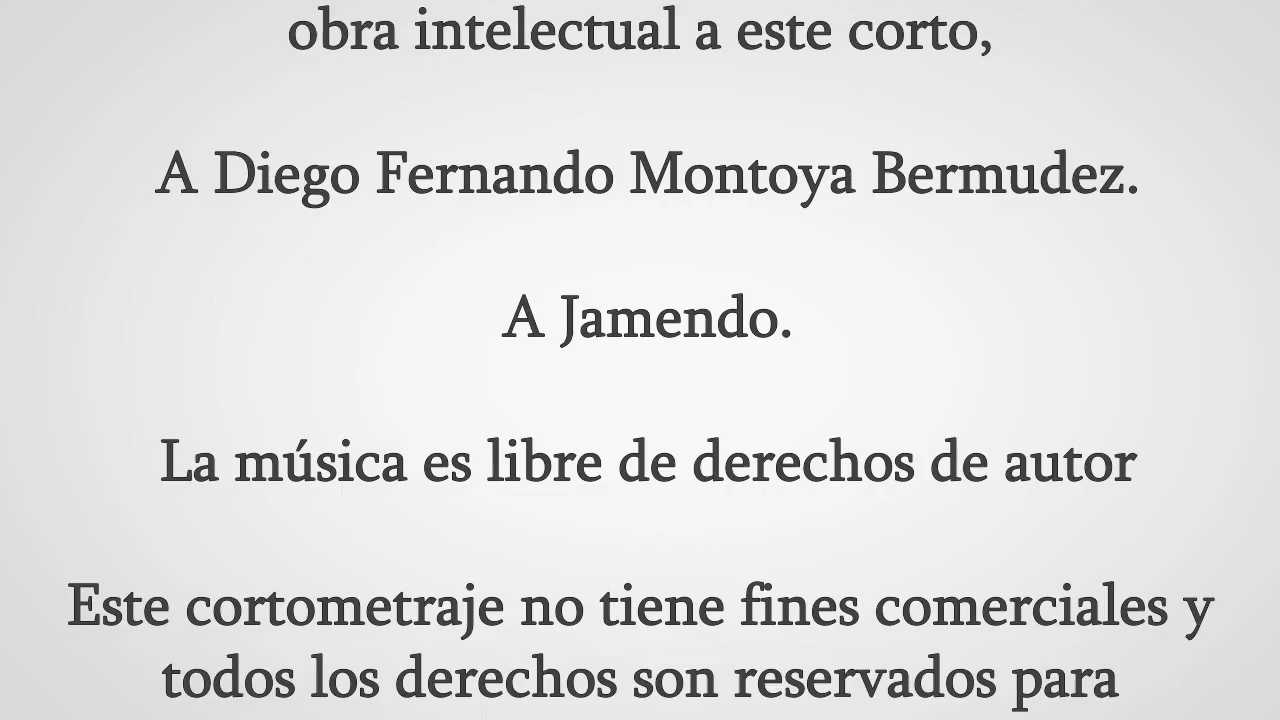 obra intelectual a este corto,
A Diego Fernando Montoya Bermudez.
A Jamendo.
La música es libre de derechos de autor
Este cortometraje no tiene fines comerciales y
todos los derechos son reservados para